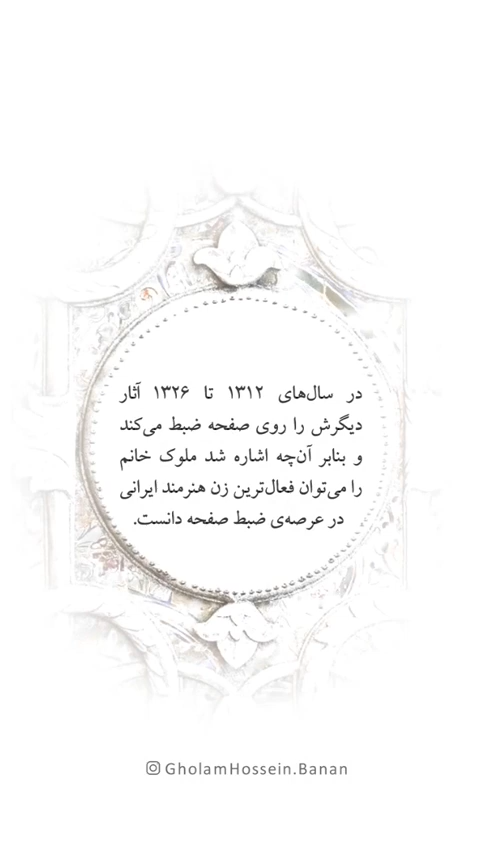 در سال‌های ۱۳۱۲ تا ۱۳۲۶ آثار
دیگرش را روی صفحه ضبط می‌کند
و بنابر آن‌چه اشاره شد ملوک خانم
را می‌توان فعال‌ترین زن هنرمند ایرانی
در عرصه‌ی ضبط صفحه دانست.
GholamHossein.Banan